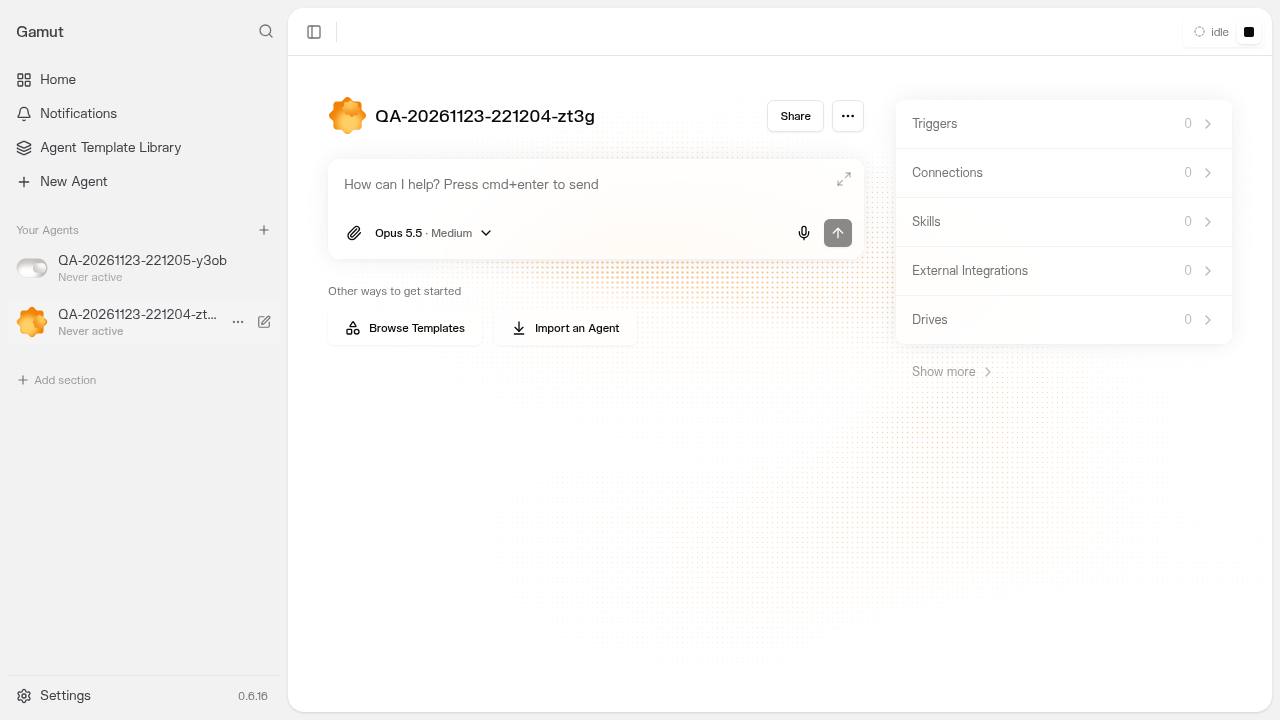 Gamut
Home
Notifications
Agent Template Library
New Agent
Your Agents
QA-20261123-221205-y3ob
Never active
QA-20261123-221204-zt...
Never active
Add section
Settings
0.6.16
idle
QA-20261123-221204-zt3g
Share
How can I help? Press cmd+enter to send
Opus 5.5 · Medium
Other ways to get started
Browse Templates
Import an Agent
Triggers 0
Connections 0
Skills 0
External Integrations 0
Drives 0
Show more